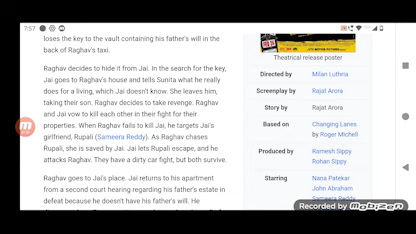 7:57
loses the key to the vault containing his father's will in the
back of Raghav's taxi.
Raghav decides to hide it from Jai. In the search for the key,
Jai goes to Raghav's house and tells Sunita what he really
does for a living, which Jai doesn't know. She leaves him,
taking their son. Raghav decides to take revenge. Raghav
and Jai vow to kill each other in their fight for their
properties. When Raghav fails to kill Jai, he targets Jai's
girlfriend, Rupali (Sameera Reddy). As Raghav chases
Rupali, she is saved by Jai. Jai lets Rupali escape, and he
attacks Raghav. They have a dirty car fight, but both survive.
Raghav goes to Jai's place. Jai returns to his apartment
from a second court hearing regarding his father's estate in
defeat because he doesn't have his father's will. He
Theatrical release poster
Directed by Milan Luthria
Screenplay by Rajat Arora
Story by Rajat Arora
Based on Changing Lanes
by Roger Michell
Produced by Ramesh Sippy
Rohan Sippy
Starring Nana Patekar
John Abraham
Sameera Reddy
Recorded by Mobizen